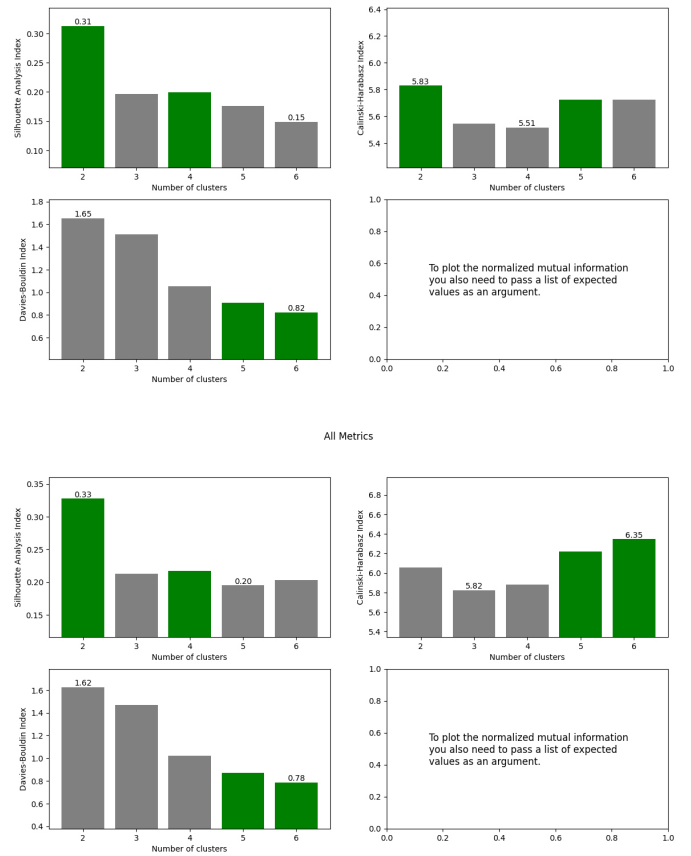 0.31
0.30
0.25
0.20
0.15
0.15
0.10
Silhouette Analysis Index
2 3 4 5 6
Number of clusters
6.4
6.2
6.0
5.83
5.8
5.6
5.51
5.4
Calinski-Harabasz Index
2 3 4 5 6
Number of clusters
1.8
1.65
1.6
1.4
1.2
1.0
0.82
0.8
0.6
Davies-Bouldin Index
2 3 4 5 6
Number of clusters
1.0
0.8
0.6
0.4
0.2
0.0
To plot the normalized mutual information
you also need to pass a list of expected
values as an argument.
0.0 0.2 0.4 0.6 0.8 1.0
All Metrics
0.35
0.33
0.30
0.25
0.20
0.20
0.15
Silhouette Analysis Index
2 3 4 5 6
Number of clusters
6.8
6.6
6.4
6.35
6.2
6.0
5.82
5.8
5.6
5.4
Calinski-Harabasz Index
2 3 4 5 6
Number of clusters
1.62
1.6
1.4
1.2
1.0
0.8
0.78
0.6
0.4
Davies-Bouldin Index
2 3 4 5 6
Number of clusters
1.0
0.8
0.6
0.4
0.2
0.0
To plot the normalized mutual information
you also need to pass a list of expected
values as an argument.
0.0 0.2 0.4 0.6 0.8 1.0